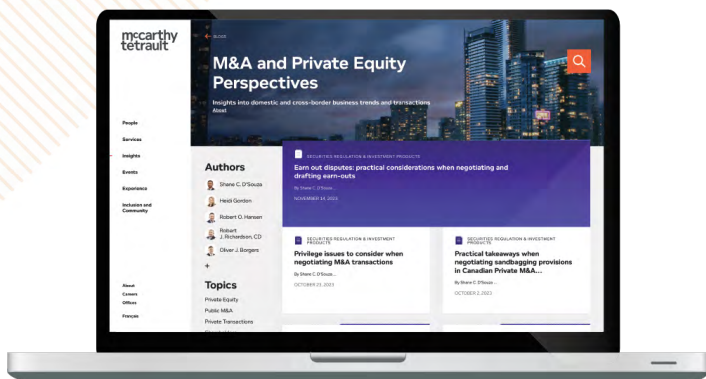 mccarthy
tétrault
People
Services
Insights
Events
Experience
Inclusion and
Community
About
Careers
Offices
Français
BLOGS
M&A and Private Equity
Perspectives
Insights into domestic and cross-border business trends and transactions
About
Authors
Shane C. D'Souza
Heidi Gordon
Robert O. Hansen
Robert
J. Richardson, CD
Oliver J. Borgers
+
Topics
Private Equity
Public M&A
Private Transactions
SECURITIES REGULATION & INVESTMENT PRODUCTS
Earn out disputes: practical considerations when negotiating and
drafting earn-outs
By Shane C. D'Souza...
NOVEMBER 14, 2023
SECURITIES REGULATION & INVESTMENT
PRODUCTS
Privilege issues to consider when
negotiating M&A transactions
By Shane C. D'Souza...
OCTOBER 23, 2023
SECURITIES REGULATION & INVESTMENT
PRODUCTS
Practical takeaways when
negotiating sandbagging provisions
in Canadian Private M&A...
By Shane C. D'Souza...
OCTOBER 2, 2023